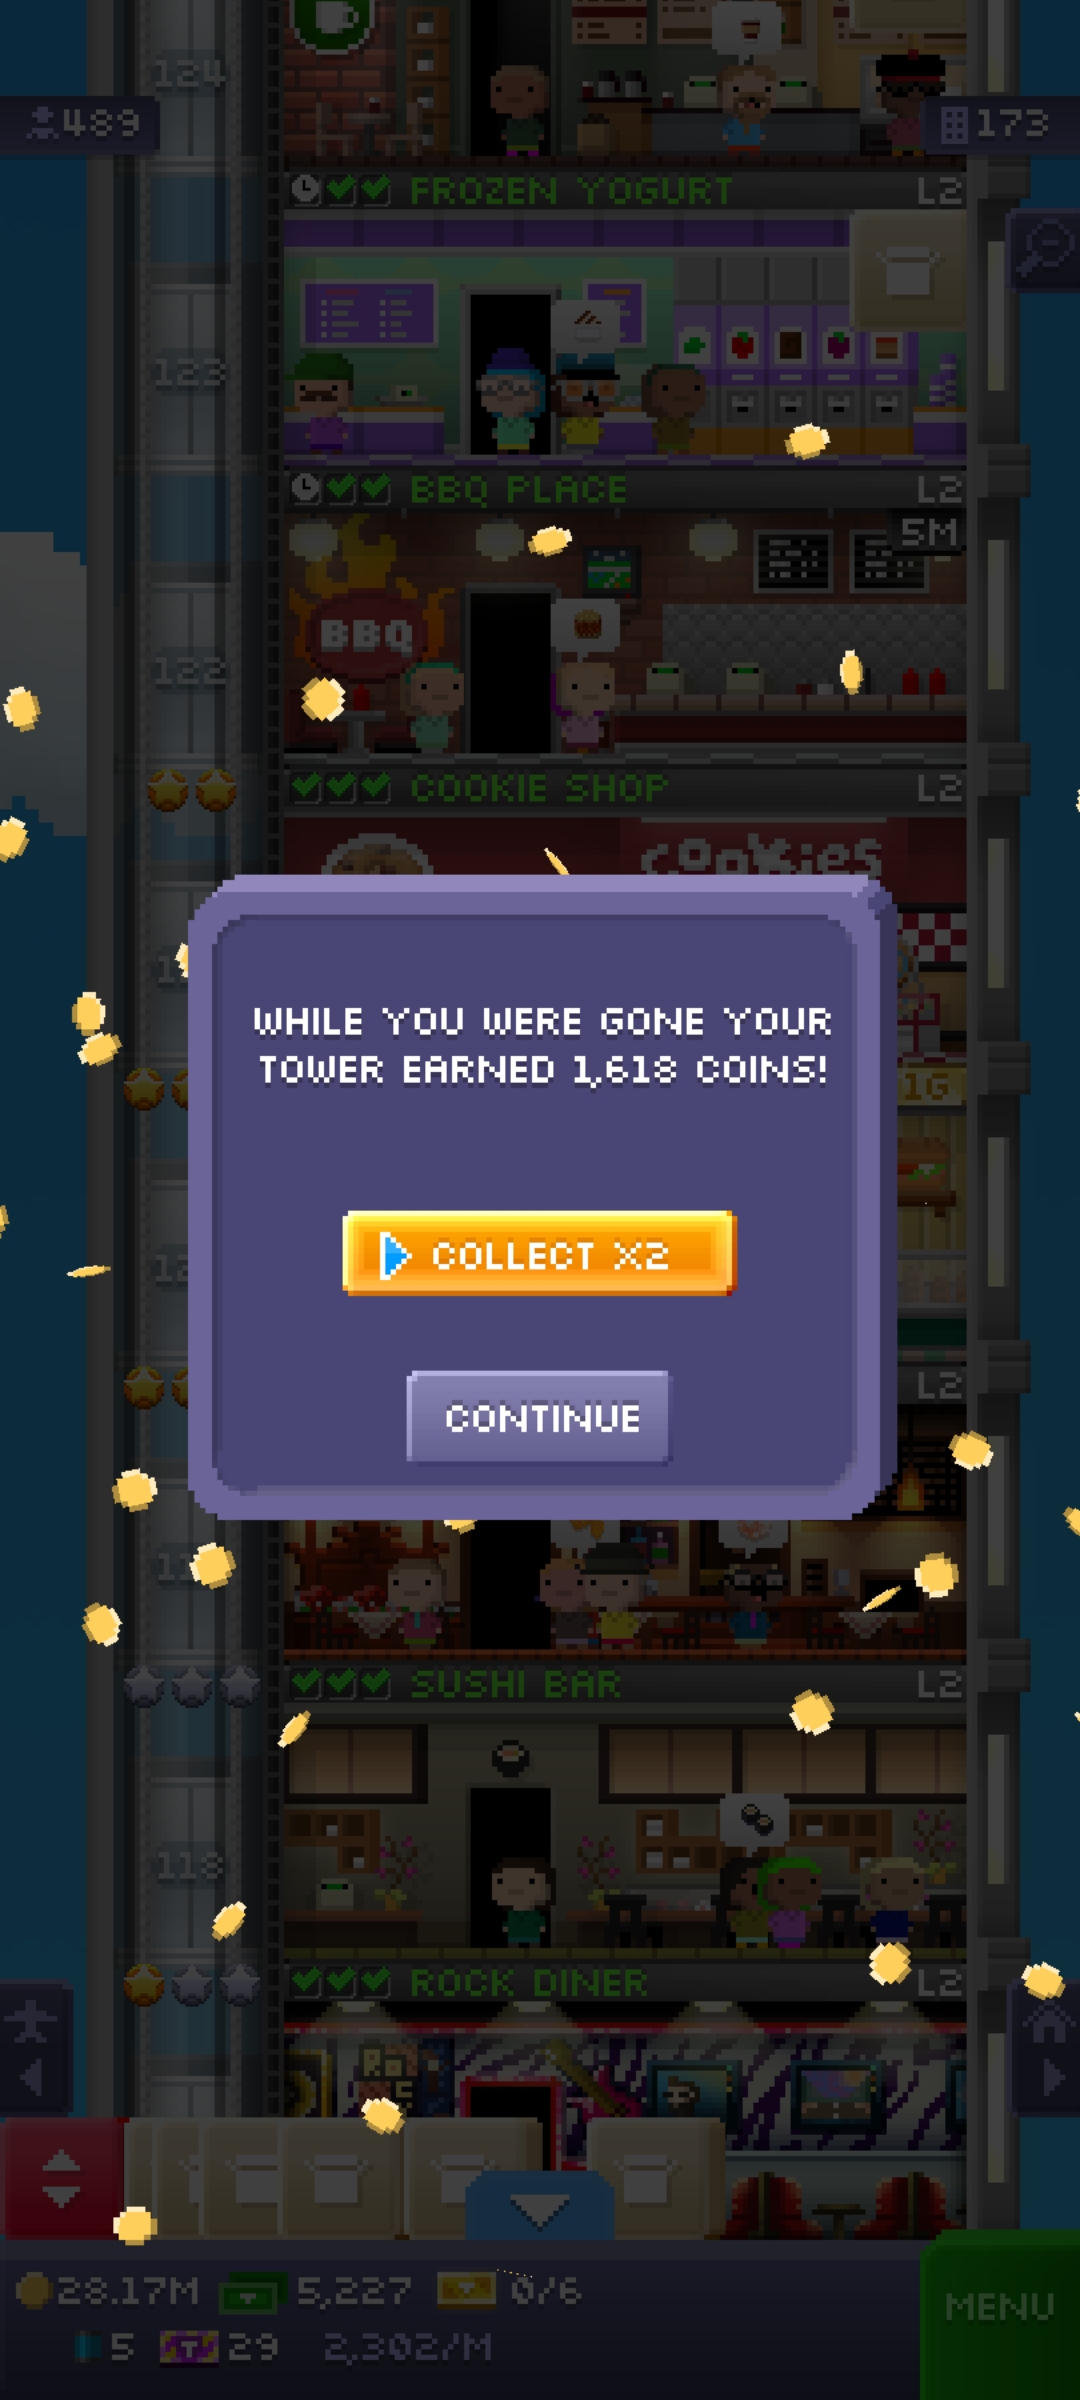 124
489
173
FROZEN YOGURT L2
123
BBQ PLACE L2
5M
BBQ
122
COOKIE SHOP L2
COOKIES
WHILE YOU WERE GONE YOUR
TOWER EARNED 1,618 COINS!
1G
COLLECT X2
L2
CONTINUE
SUSHI BAR L2
118
ROCK DINER L2
28.17M 5,227 0/6
MENU
5 T 29 2,302/M